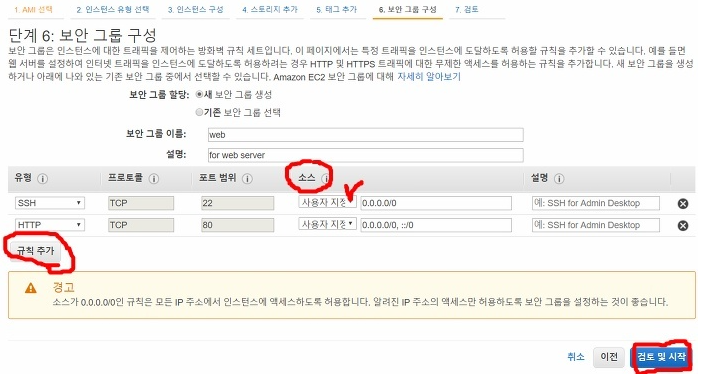 1. AMI 선택 2. 인스턴스 유형 선택 3. 인스턴스 구성 4. 스토리지 추가 5. 태그 추가 6. 보안 그룹 구성 7. 검토
단계 6: 보안 그룹 구성
보안 그룹은 인스턴스에 대한 트래픽을 제어하는 방화벽 규칙 세트입니다. 이 페이지에서는 특정 트래픽을 인스턴스에 도달하도록 허용할 규칙을 추가할 수 있습니다. 예를 들면
웹 서버를 설정하여 인터넷 트래픽을 인스턴스에 도달하도록 허용하려는 경우 HTTP 및 HTTPS 트래픽에 대한 무제한 액세스를 허용하는 규칙을 추가합니다. 새 보안 그룹을 생성
하거나 아래에 나와 있는 기존 보안 그룹 중에서 선택할 수 있습니다. Amazon EC2 보안 그룹에 대해 자세히 알아보기
보안 그룹 할당: 새 보안 그룹 생성
기존 보안 그룹 선택
보안 그룹 이름: web
설명: for web server
유형 프로토콜 포트 범위 소스 설명
SSH TCP 22 사용자 지정 0.0.0.0/0 예: SSH for Admin Desktop
HTTP TCP 80 사용자 지정 0.0.0.0/0, ::/0 예: SSH for Admin Desktop
규칙 추가
경고
소스가 0.0.0.0/0인 규칙은 모든 IP 주소에서 인스턴스에 액세스하도록 허용합니다. 알려진 IP 주소의 액세스만 허용하도록 보안 그룹을 설정하는 것이 좋습니다.
취소 이전 검토 및 시작